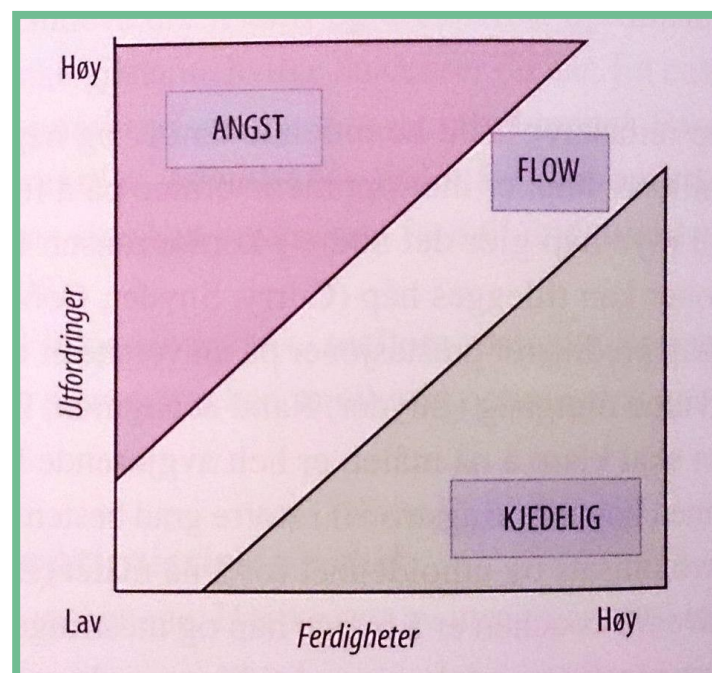 Høy
ANGST
FLOW
Utfordringer
KJEDELIG
Lav
Høy
Ferdigheter